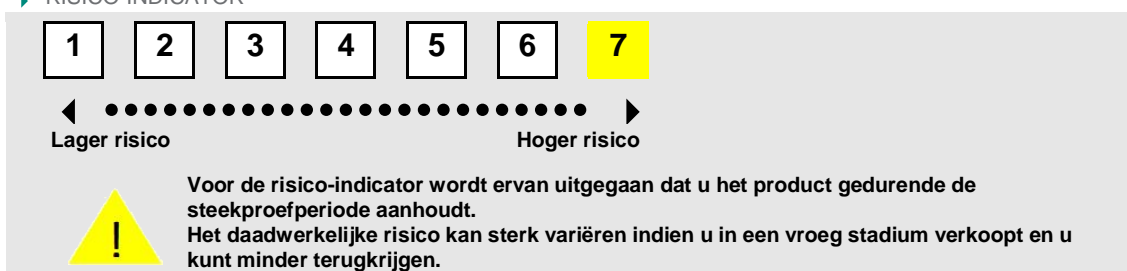 RISICO-INDICATOR
1 2 3 4 5 6 7
Lager risico Hoger risico
Voor de risico-indicator wordt ervan uitgegaan dat u het product gedurende de
steekproefperiode aanhoudt.
Het daadwerkelijke risico kan sterk variëren indien u in een vroeg stadium verkoopt en u
kunt minder terugkrijgen.